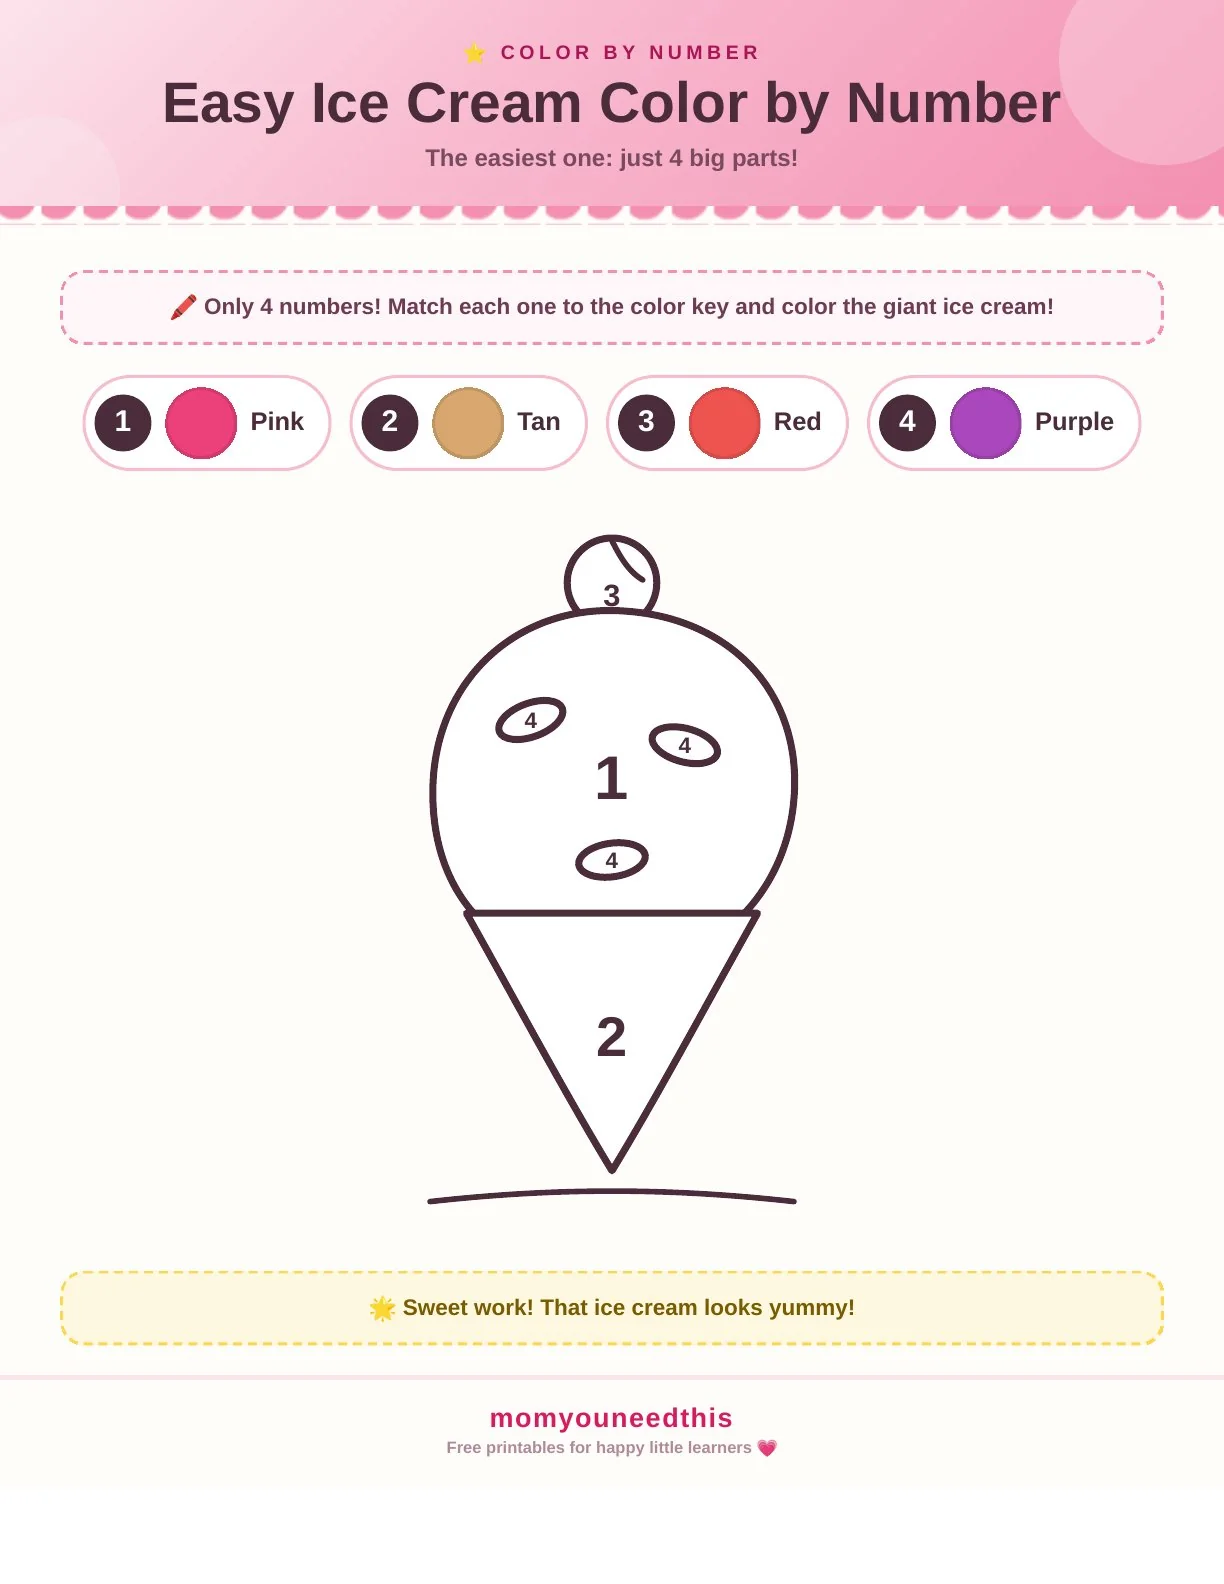 ⭐ COLOR BY NUMBER
Easy Ice Cream Color by Number
The easiest one: just 4 big parts!
🖍️ Only 4 numbers! Match each one to the color key and color the giant ice cream!
1 Pink 2 Tan 3 Red 4 Purple
3
4
4
1
4
2
🌟 Sweet work! That ice cream looks yummy!
momyouneedthis
Free printables for happy little learners 💗